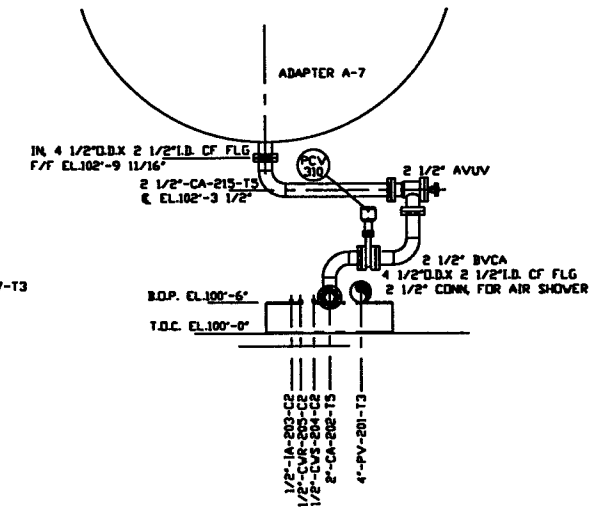 ADAPTER A-7
IN, 4 1/2"O.D.X 2 1/2"I.D. CF FLG
F/F EL.102'-9 11/16"
PCV
310
2 1/2" AVUV
2 1/2"-CA-215-T5
℄ EL.102'-3 1/2"
2 1/2" BVCA
4 1/2"O.D.X 2 1/2"I.D. CF FLG
2 1/2" CONN, FOR AIR SHOWER
7-T3
B.O.P. EL.100'-6"
T.O.C. EL.100'-0"
1/2"-IA-203-C2
1/2"-CWR-205-C2
1/2"-CWS-204-C2
2"-CA-202-T5
4"-PV-201-T3